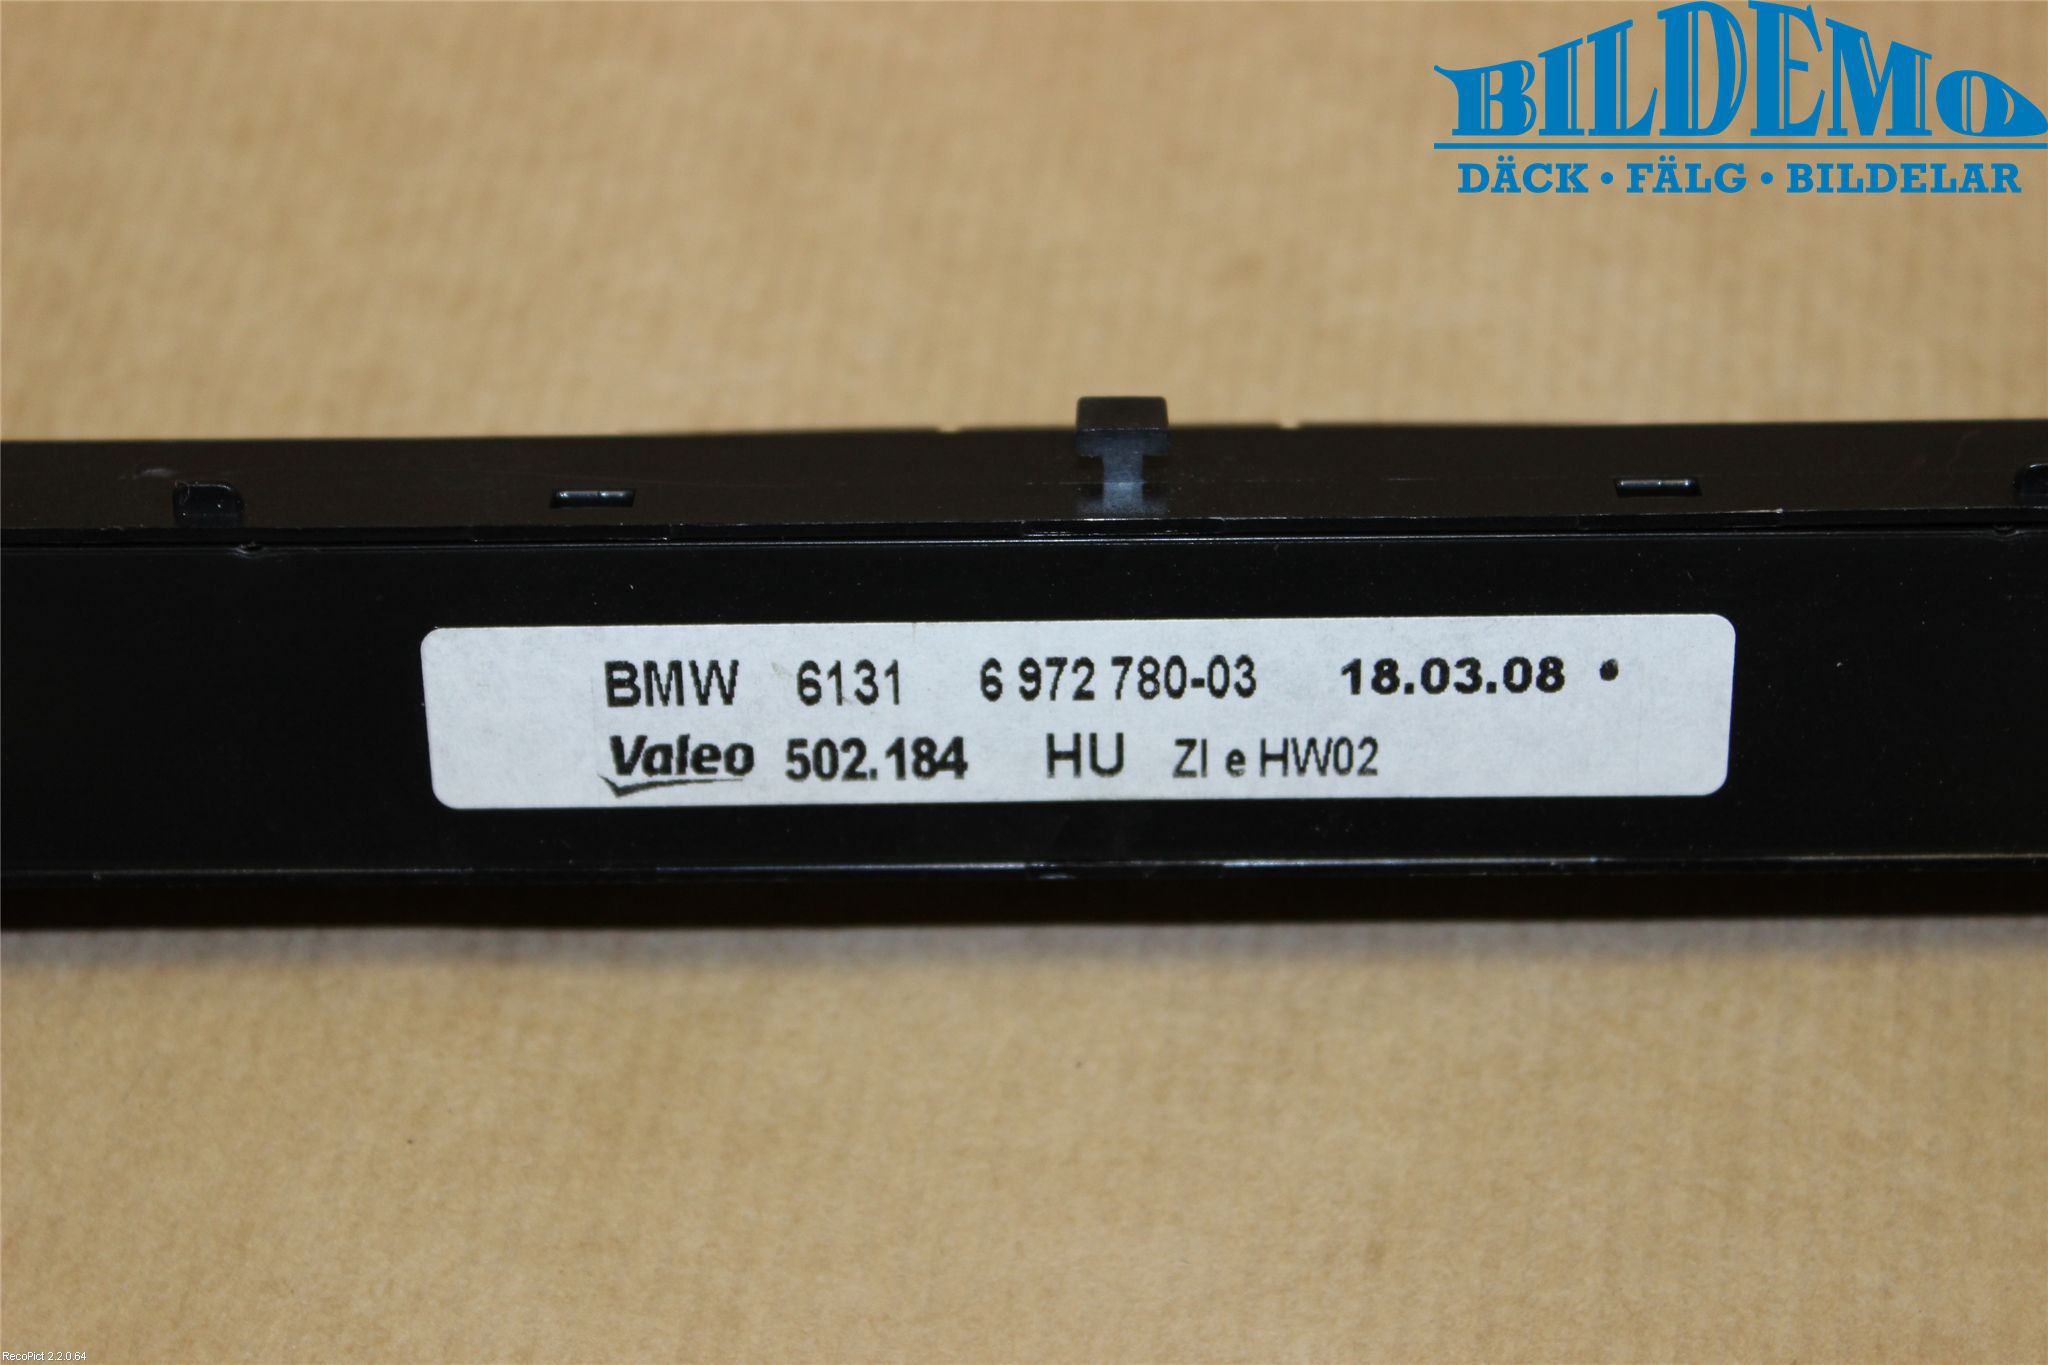 BILDEMO
DÄCK • FÄLG • BILDELAR
BMW 6131 6 972 780-03 18.03.08 •
Valeo 502.184 HU ZI e HW02
RecoPict 2.2.0.64